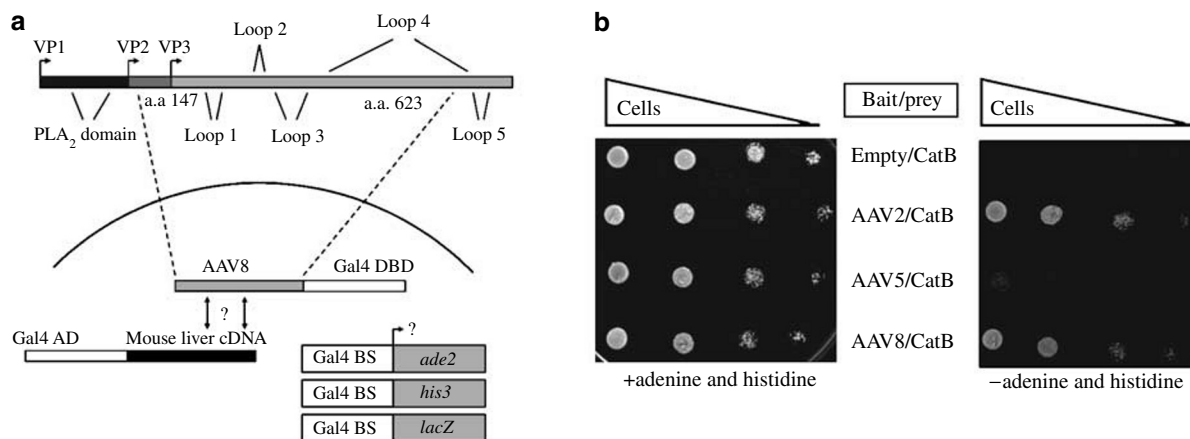 a
Loop 2
Loop 4
VP1
VP2
VP3
a.a 147
a.a. 623
PLA₂ domain
Loop 1
Loop 3
Loop 5
AAV8
Gal4 DBD
?
Gal4 AD
Mouse liver cDNA
?
Gal4 BS
ade2
Gal4 BS
his3
Gal4 BS
lacZ
b
Cells
Bait/prey
Cells
Empty/CatB
AAV2/CatB
AAV5/CatB
AAV8/CatB
+adenine and histidine
−adenine and histidine